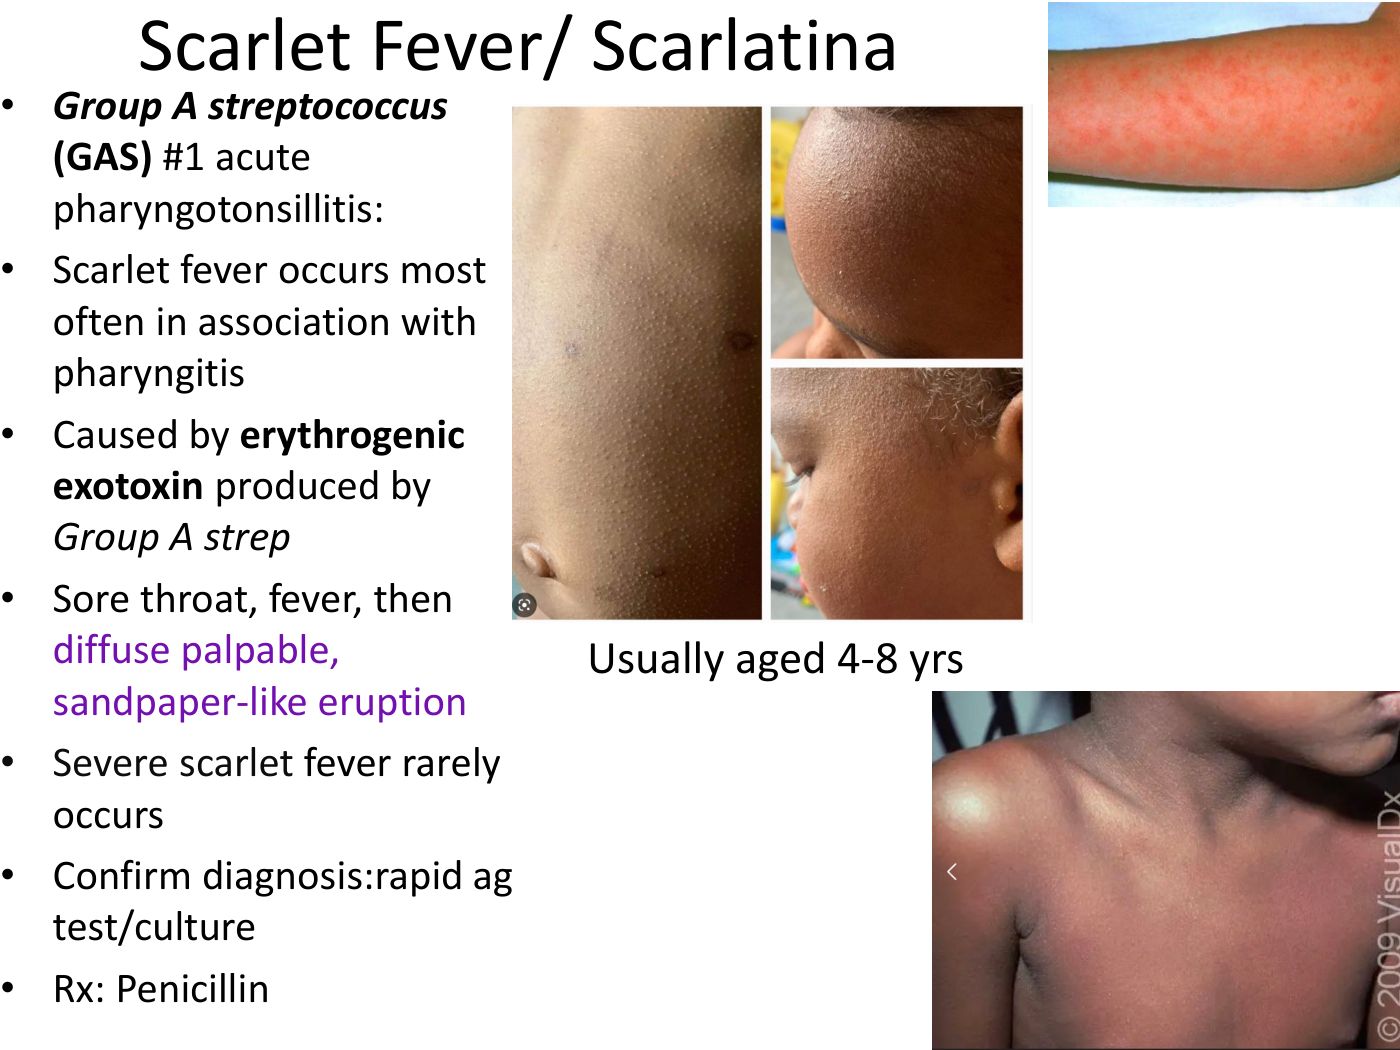 Scarlet Fever/ Scarlatina
• Group A streptococcus
(GAS) #1 acute
pharyngotonsillitis:
• Scarlet fever occurs most
often in association with
pharyngitis
• Caused by erythrogenic
exotoxin produced by
Group A strep
• Sore throat, fever, then
diffuse palpable,
sandpaper-like eruption
• Severe scarlet fever rarely
occurs
• Confirm diagnosis:rapid ag
test/culture
• Rx: Penicillin
Usually aged 4-8 yrs
© 2009 VisualDx